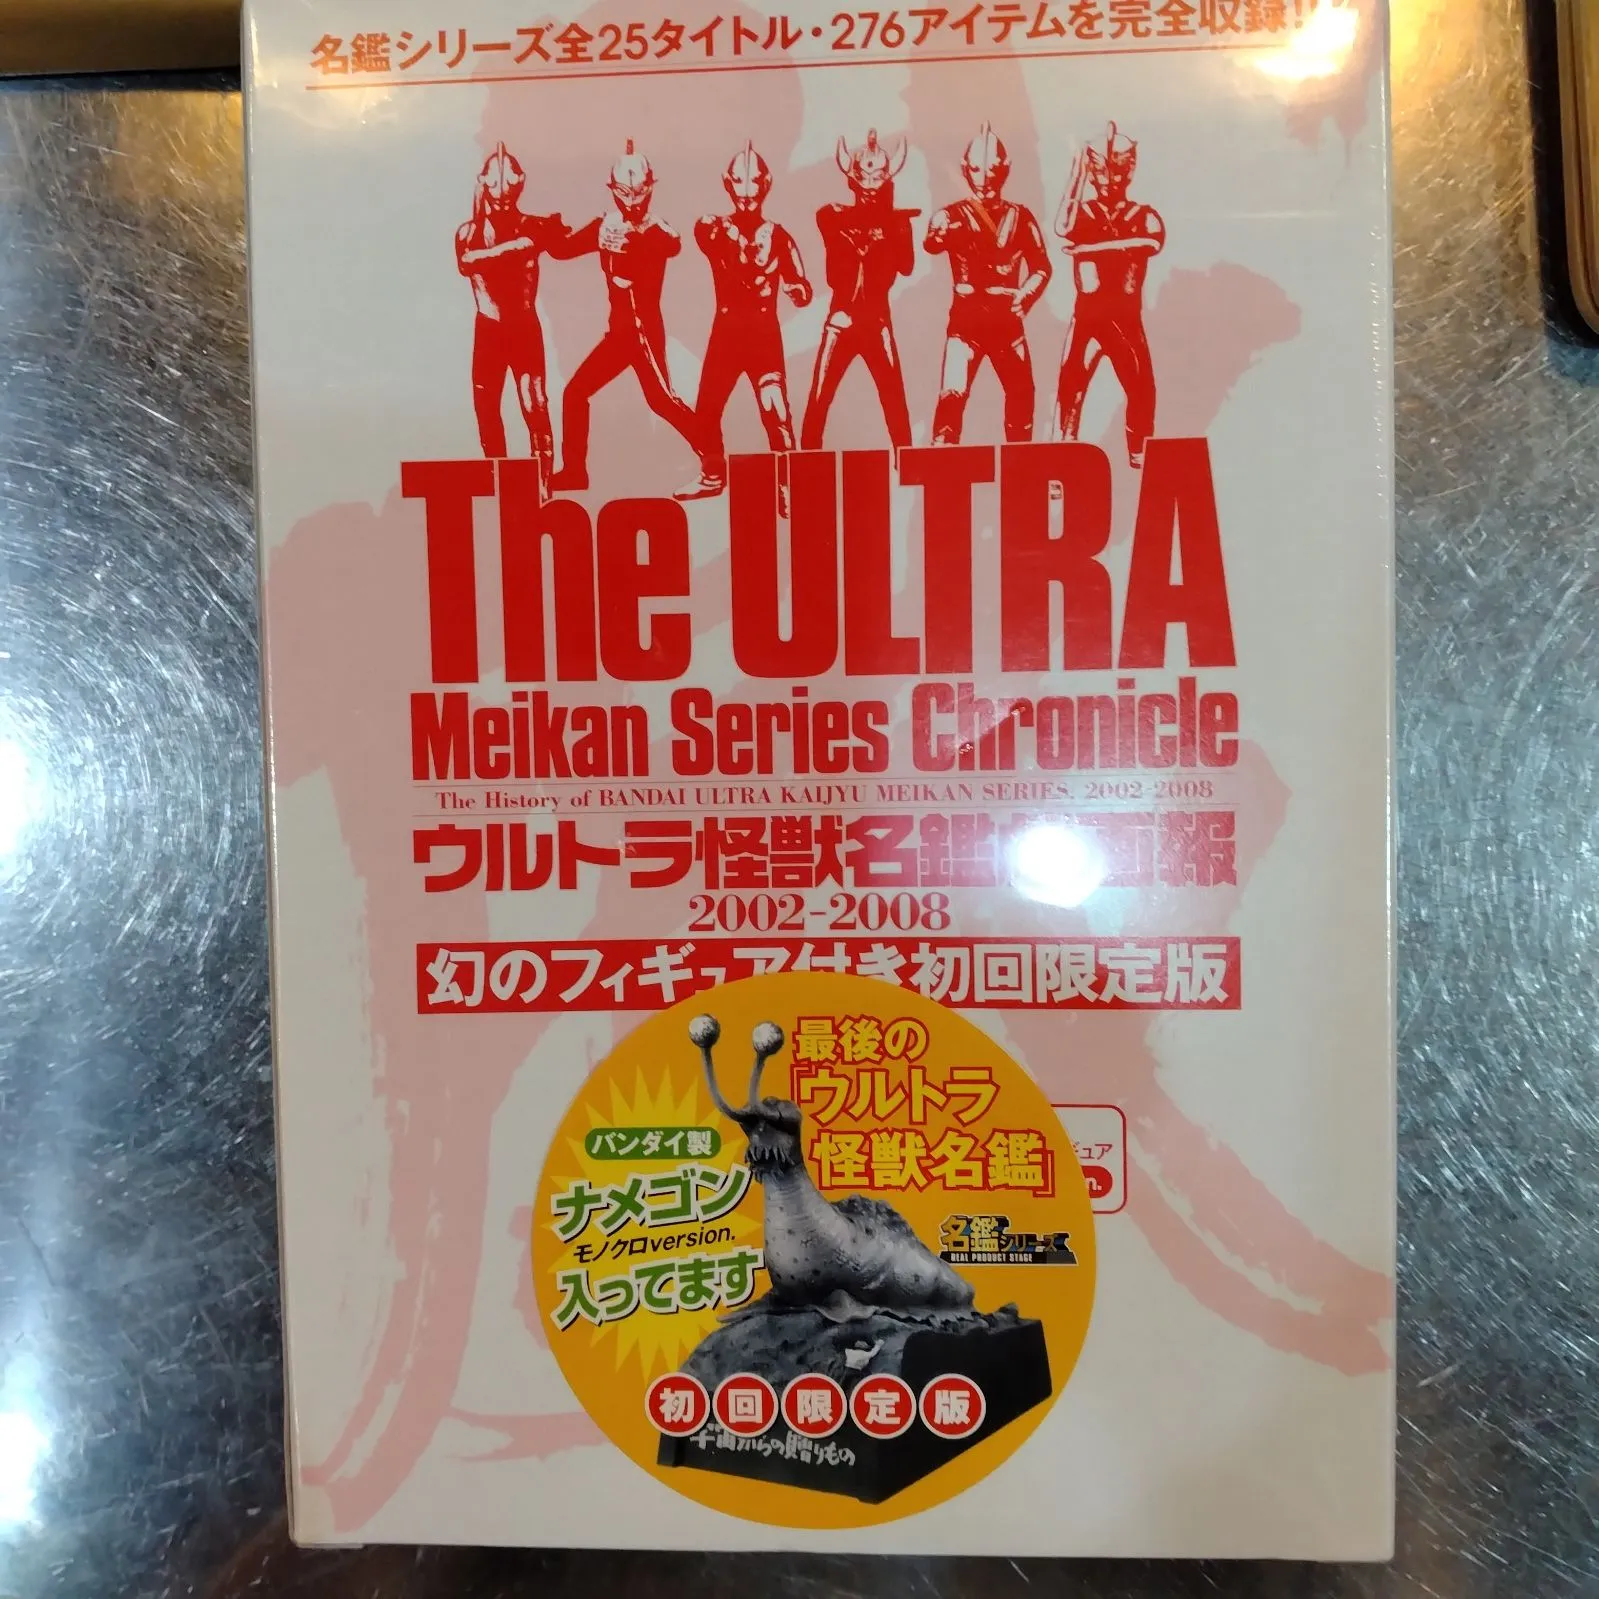 名鑑シリーズ全25タイトル・276アイテムを完全収録!!
The ULTRA
Meikan Series Chronicle
The History of BANDAI ULTRA KAIJYU MEIKAN SERIES. 2002-2008
ウルトラ怪獣名鑑 画報
2002-2008
幻のフィギュア付き初回限定版
最後の
「ウルトラ
怪獣名鑑」
バンダイ製
ナメゴン
モノクロversion.
入ってます
名鑑シリーズ
REAL PRODUCT STAGE
ュア
n.
初回限定版
宇宙からの贈りもの